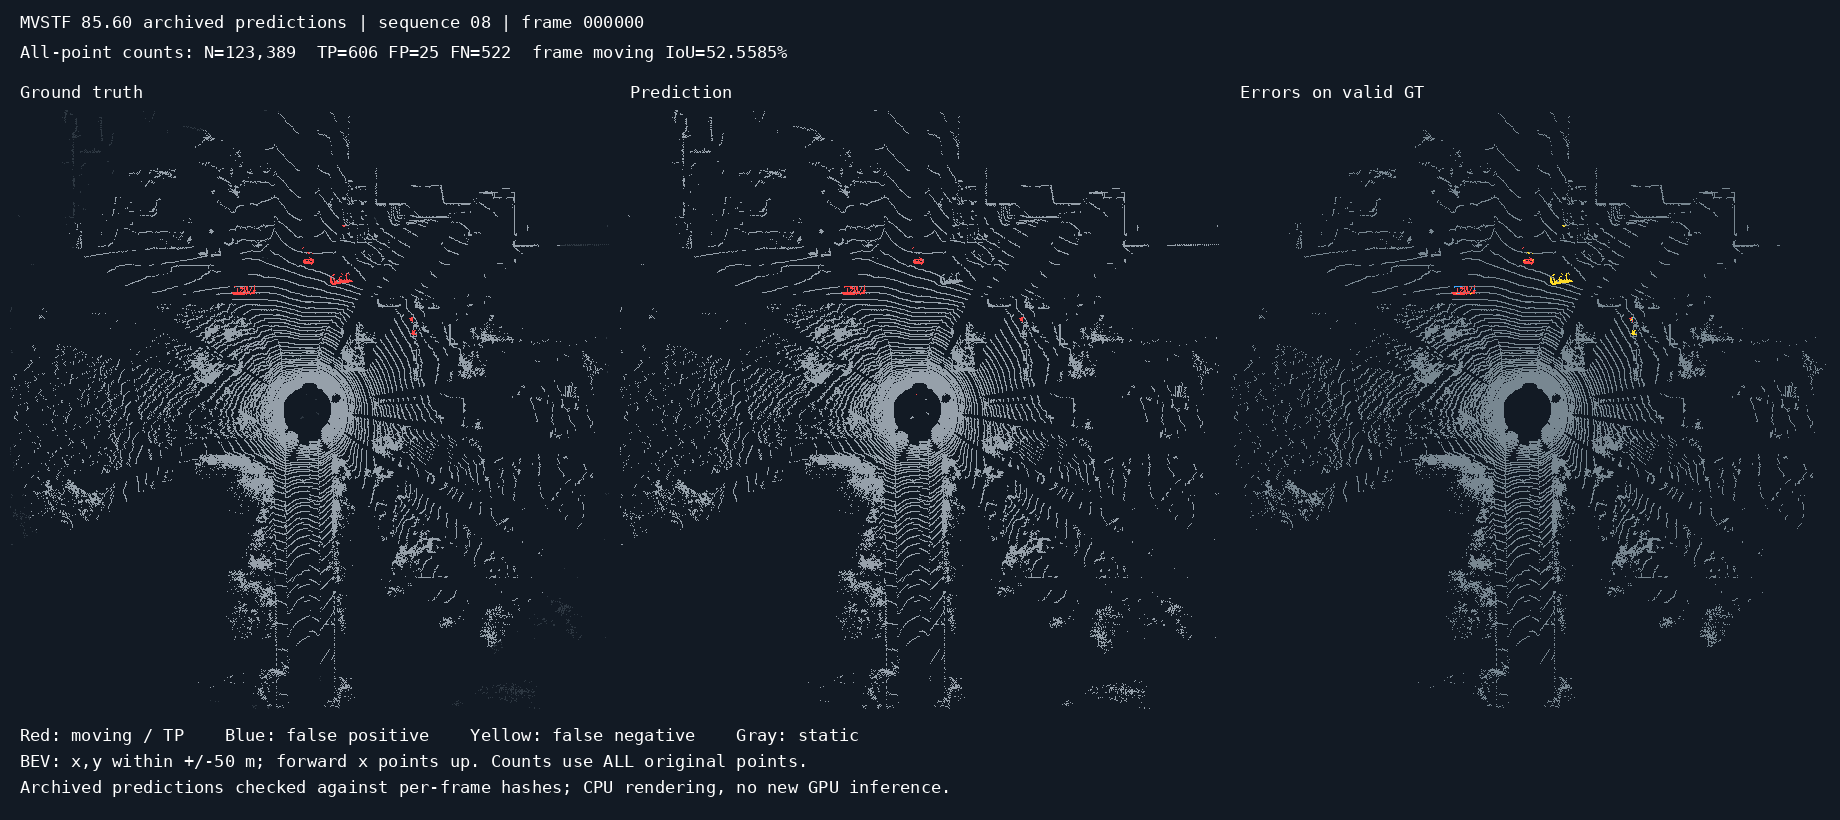 MVSTF 85.60 archived predictions | sequence 08 | frame 000000
All-point counts: N=123,389  TP=606 FP=25 FN=522  frame moving IoU=52.5585%
Ground truth
Prediction
Errors on valid GT
Red: moving / TP    Blue: false positive    Yellow: false negative    Gray: static
BEV: x,y within +/-50 m; forward x points up. Counts use ALL original points.
Archived predictions checked against per-frame hashes; CPU rendering, no new GPU inference.